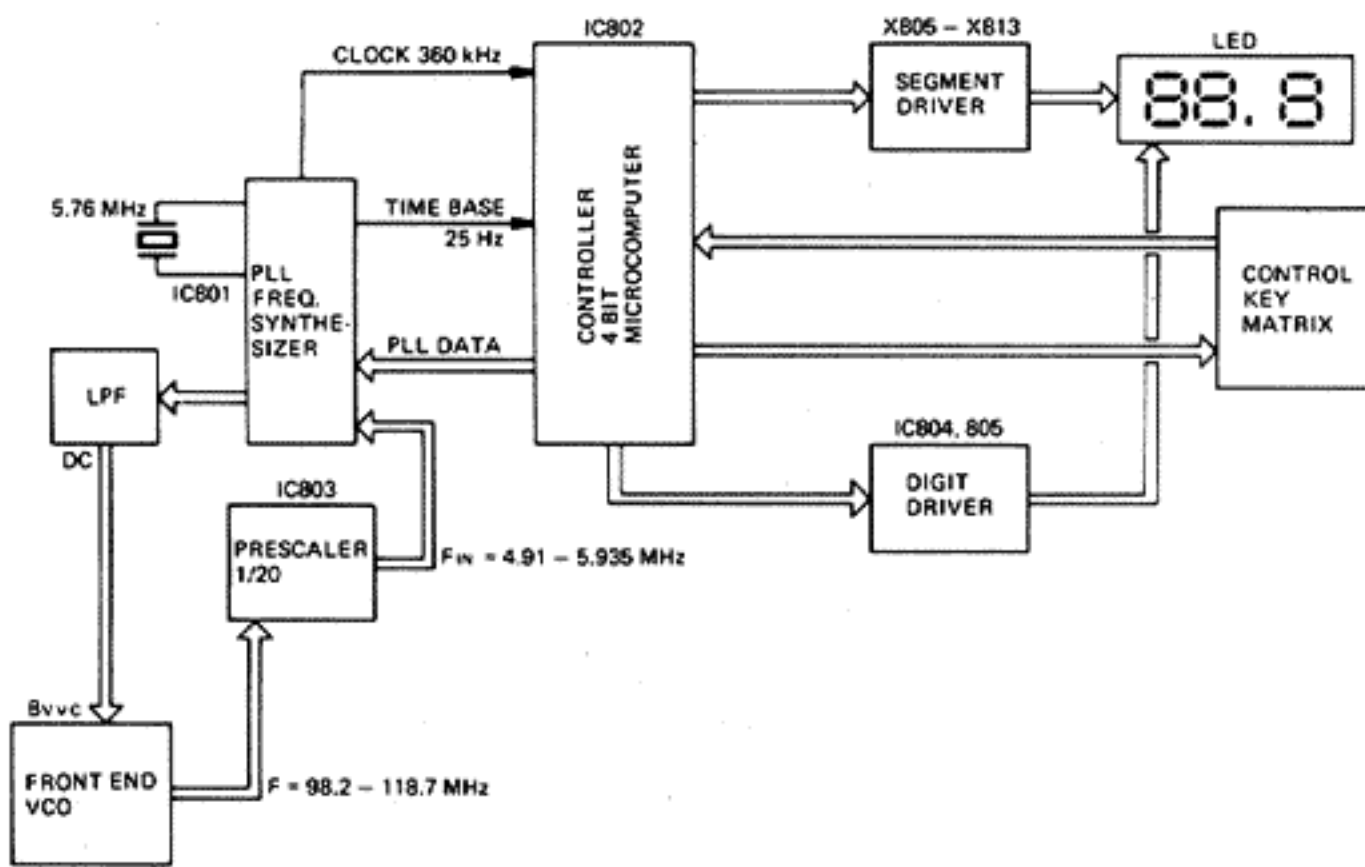 IC802
X805 – X813
LED
CLOCK 360 kHz
SEGMENT
DRIVER
88.8
5.76 MHz
TIME BASE
25 Hz
IC801
PLL
FREQ.
SYNTHE-
SIZER
CONTROLLER
4 BIT
MICROCOMPUTER
CONTROL
KEY
MATRIX
PLL DATA
LPF
DC
IC804, 805
DIGIT
DRIVER
IC803
PRESCALER
1/20
FIN = 4.91 – 5.935 MHz
Bvvc
FRONT END
VCO
F = 98.2 – 118.7 MHz